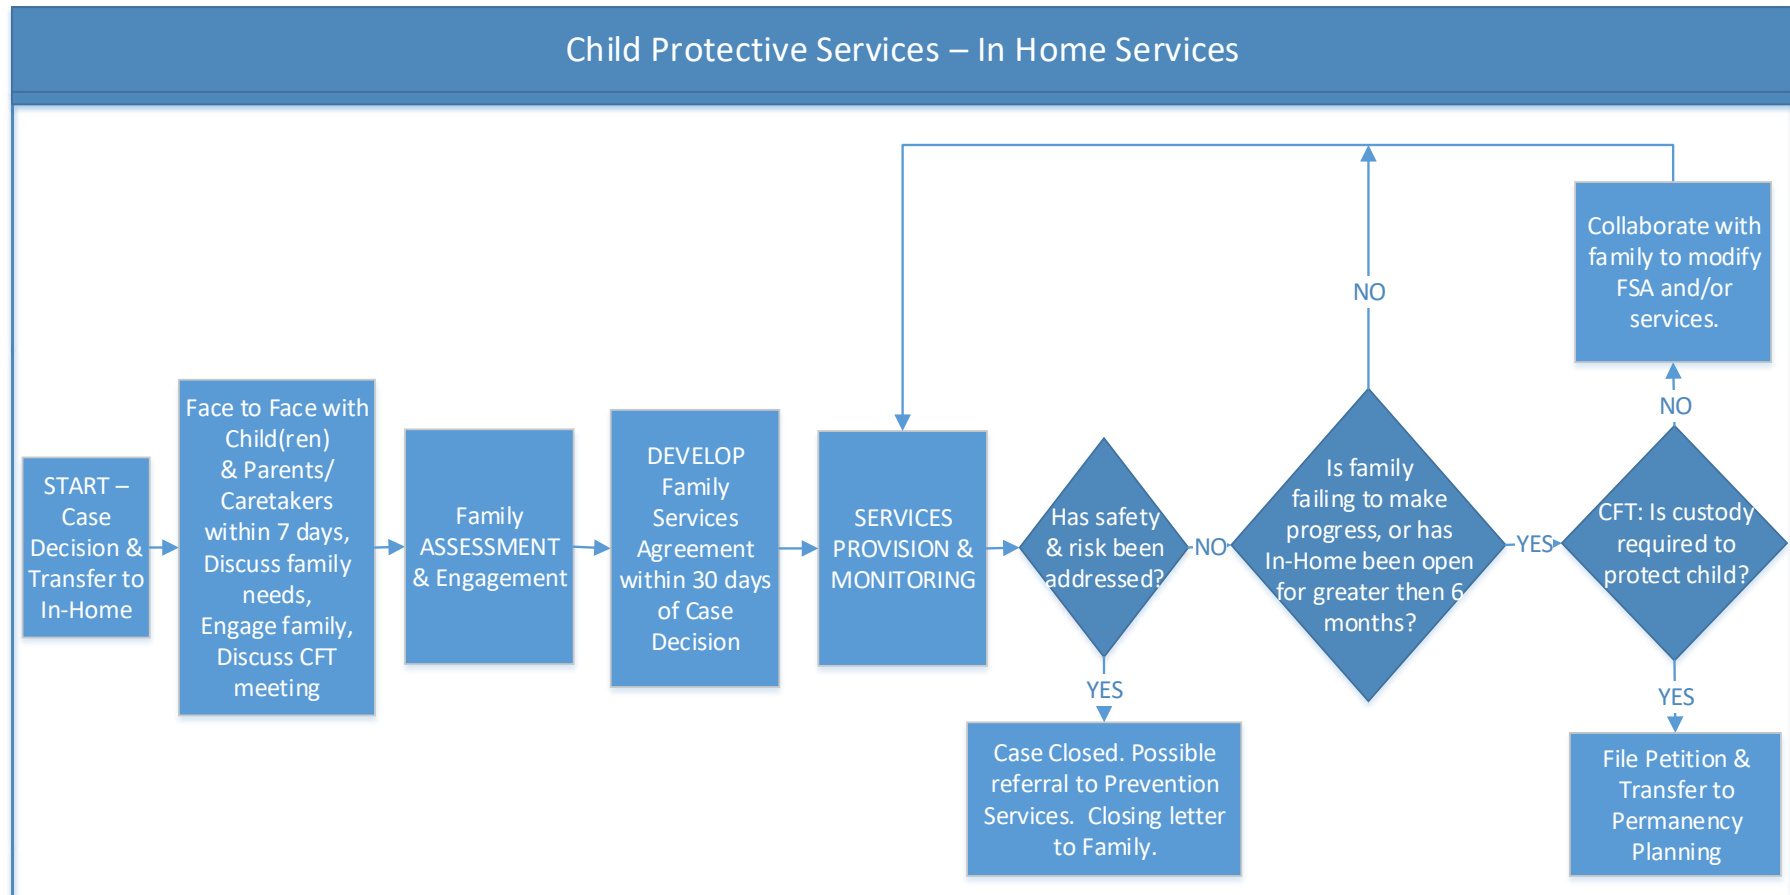 Child Protective Services – In Home Services
START –
Case
Decision &
Transfer to
In-Home
Face to Face with
Child(ren)
& Parents/
Caretakers
within 7 days,
Discuss family
needs,
Engage family,
Discuss CFT
meeting
Family
ASSESSMENT
& Engagement
DEVELOP
Family
Services
Agreement
within 30 days
of Case
Decision
SERVICES
PROVISION &
MONITORING
Has safety
& risk been
addressed?
NO
YES
Case Closed. Possible
referral to Prevention
Services.  Closing letter
to Family.
Is family
failing to make
progress, or has
In-Home been open
for greater then 6
months?
NO
YES
CFT: Is custody
required to
protect child?
NO
Collaborate with
family to modify
FSA and/or
services.
YES
File Petition &
Transfer to
Permanency
Planning